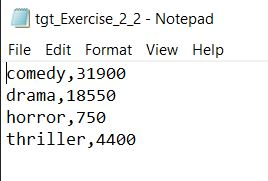 tgt_Exercise_2_2 - Notepad
File Edit Format View Help
comedy,31900
drama,18550
horror,750
thriller,4400